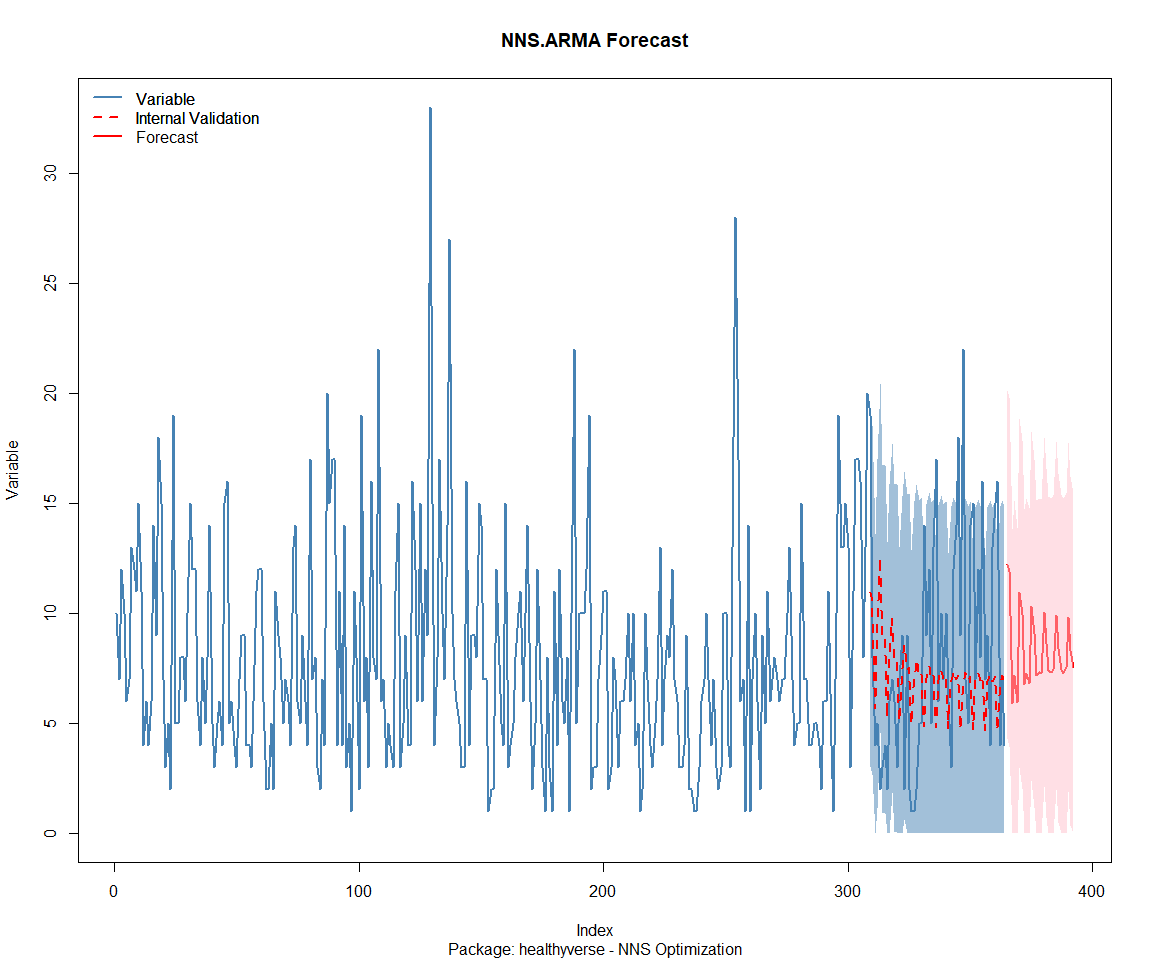 NNS.ARMA Forecast
Variable
Internal Validation
Forecast
30
25
20
15
10
5
0
Variable
0
100
200
300
400
Index
Package: healthyverse - NNS Optimization